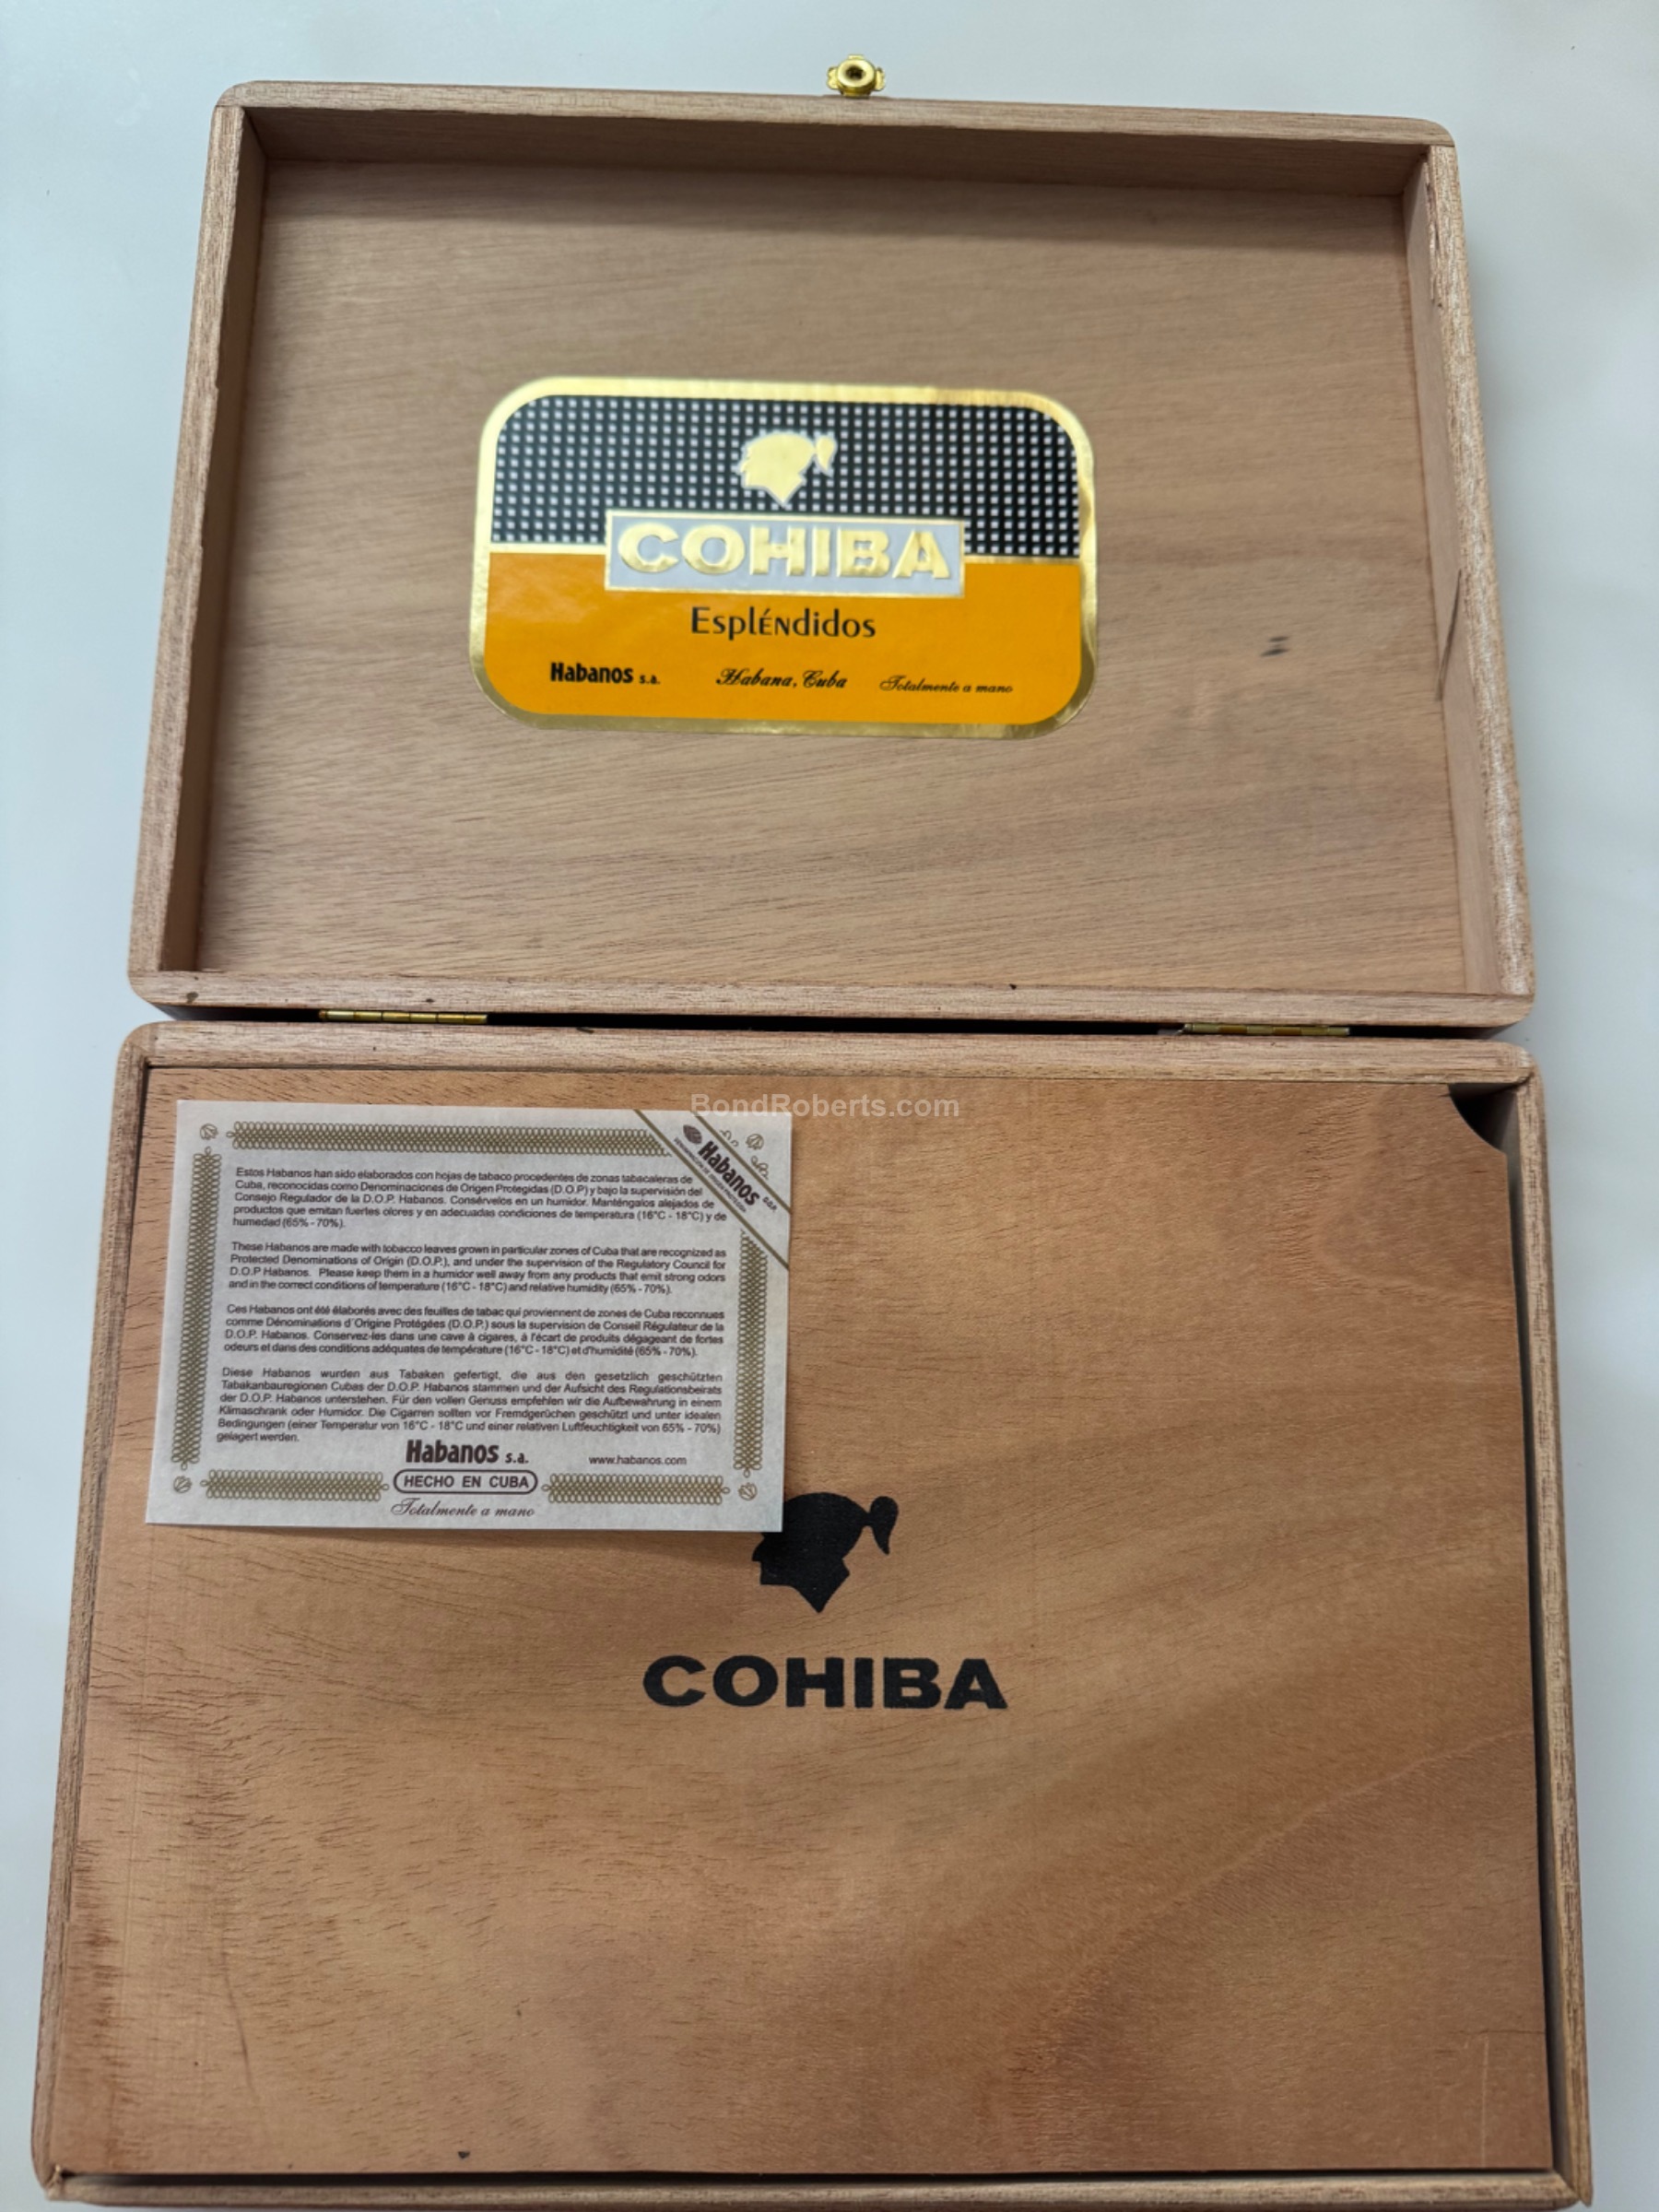 COHIBA
EsplÉNdidos
Habanos s.a.
Habana, Cuba
Totalmente a mano
BondRoberts.com
Habanos
Estos Habanos han sido elaborados con hojas de tabaco procedentes de zonas tabacaleras de
Cuba, reconocidas como Denominaciones de Origen Protegidas (D.O.P) y bajo la supervisión del
Consejo Regulador de la D.O.P. Habanos. Consérvelos en un humidor. Manténgalos alejados de
productos que emitan fuertes olores y en adecuadas condiciones de temperatura (16°C - 18°C) y de
humedad (65% - 70%).
These Habanos are made with tobacco leaves grown in particular zones of Cuba that are recognized as
Protected Denominations of Origin (D.O.P.), and under the supervision of the Regulatory Council for
D.O.P Habanos. Please keep them in a humidor well away from any products that emit strong odors
and in the correct conditions of temperature (16°C - 18°C) and relative humidity (65% - 70%).
Ces Habanos ont été élaborés avec des feuilles de tabac qui proviennent de zones de Cuba reconnues
comme Dénominations d´Origine Protégées (D.O.P.) sous la supervision de Conseil Régulateur de la
D.O.P. Habanos. Conservez-les dans une cave à cigares, à l'écart de produits dégageant de fortes
odeurs et dans des conditions adéquates de température (16°C - 18°C) et d'humidité (65% - 70%).
Diese Habanos wurden aus Tabaken gefertigt, die aus den gesetzlich geschützten
Tabakanbauregionen Cubas der D.O.P. Habanos stammen und der Aufsicht des Regulationsbeirats
der D.O.P. Habanos unterstehen. Für den vollen Genuss empfehlen wir die Aufbewahrung in einem
Klimaschrank oder Humidor. Die Cigarren sollten vor Fremdgerüchen geschützt und unter idealen
Bedingungen (einer Temperatur von 16°C - 18°C und einer relativen Luftfeuchtigkeit von 65% - 70%)
gelagert werden.
Habanos s.a.
www.habanos.com
HECHO EN CUBA
Totalmente a mano
COHIBA